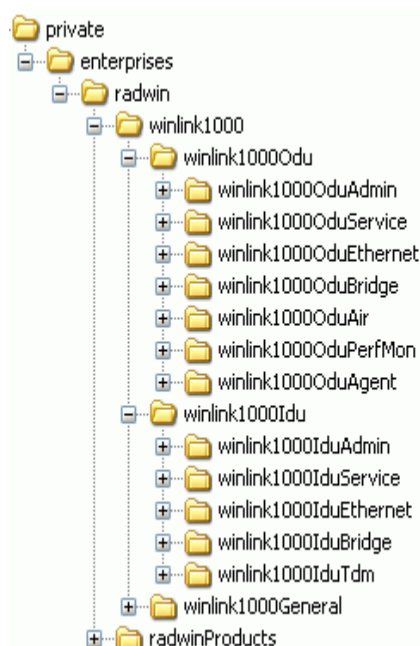 private
enterprises
radwin
winlink1000
winlink1000Odu
winlink1000OduAdmin
winlink1000OduService
winlink1000OduEthernet
winlink1000OduBridge
winlink1000OduAir
winlink1000OduPerfMon
winlink1000OduAgent
winlink1000Idu
winlink1000IduAdmin
winlink1000IduService
winlink1000IduEthernet
winlink1000IduBridge
winlink1000IduTdm
winlink1000General
radwinProducts